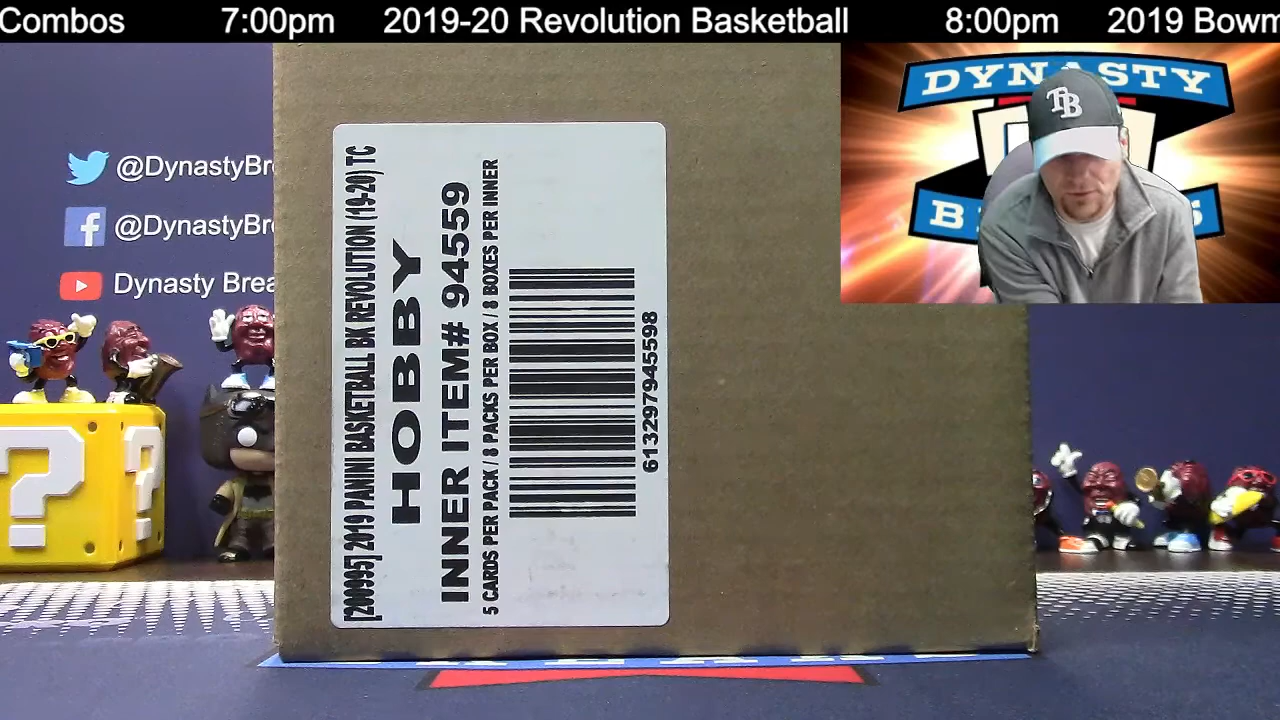 Combos 7:00pm 2019-20 Revolution Basketball 8:00pm 2019 Bowm
@DynastyBre
@DynastyBre
Dynasty Brea
[200995] 2019 PANINI BASKETBALL BK REVOLUTION (19-20) TC
HOBBY
INNER ITEM# 94559
5 CARDS PER PACK / 8 PACKS PER BOX / 8 BOXES PER INNER
613297945598
DYNASTY
TB
B S
? ?